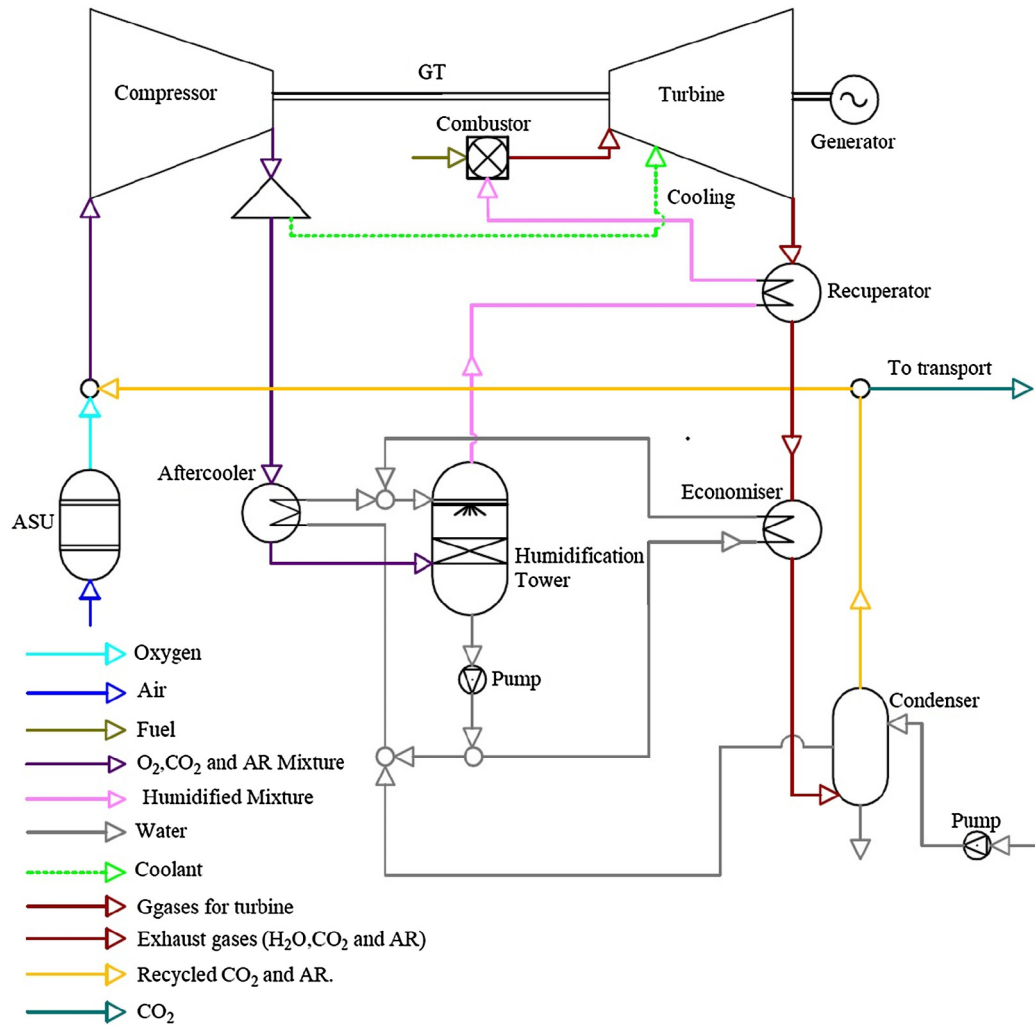 GT
Compressor
Turbine
Combustor
Generator
Cooling
Recuperator
To transport
Aftercooler
Economiser
ASU
Humidification
Tower
Oxygen
Pump
Air
Condenser
Fuel
O2,CO2 and AR Mixture
Humidified Mixture
Pump
Water
Coolant
Ggases for turbine
Exhaust gases (H2O,CO2 and AR)
Recycled CO2 and AR.
CO2